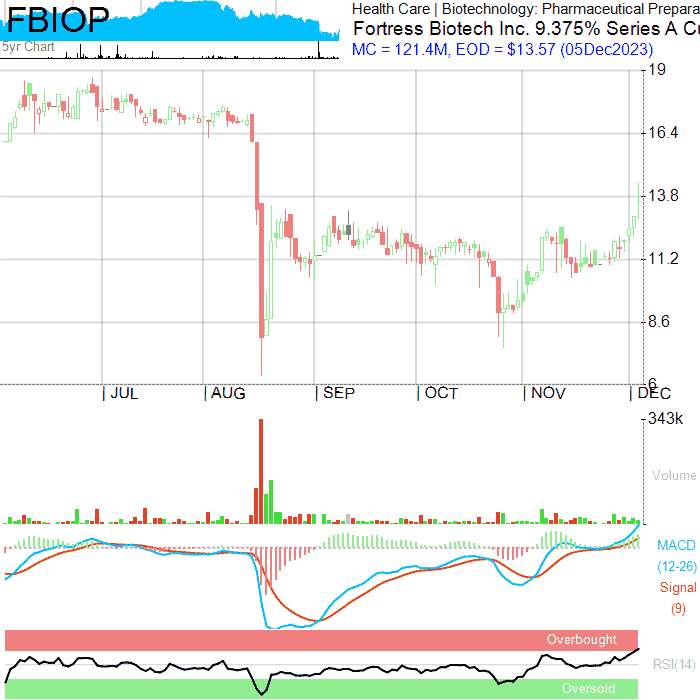 FBIOP
Health Care | Biotechnology: Pharmaceutical Prepara
Fortress Biotech Inc. 9.375% Series A Cu
5yr Chart
MC = 121.4M, EOD = $13.57 (05Dec2023)
19
16.4
13.8
11.2
8.6
6
| JUL | AUG | SEP | OCT | NOV | DEC
343k
Volume
MACD
(12-26)
Signal
(9)
Overbought
RSI(14)
Oversold